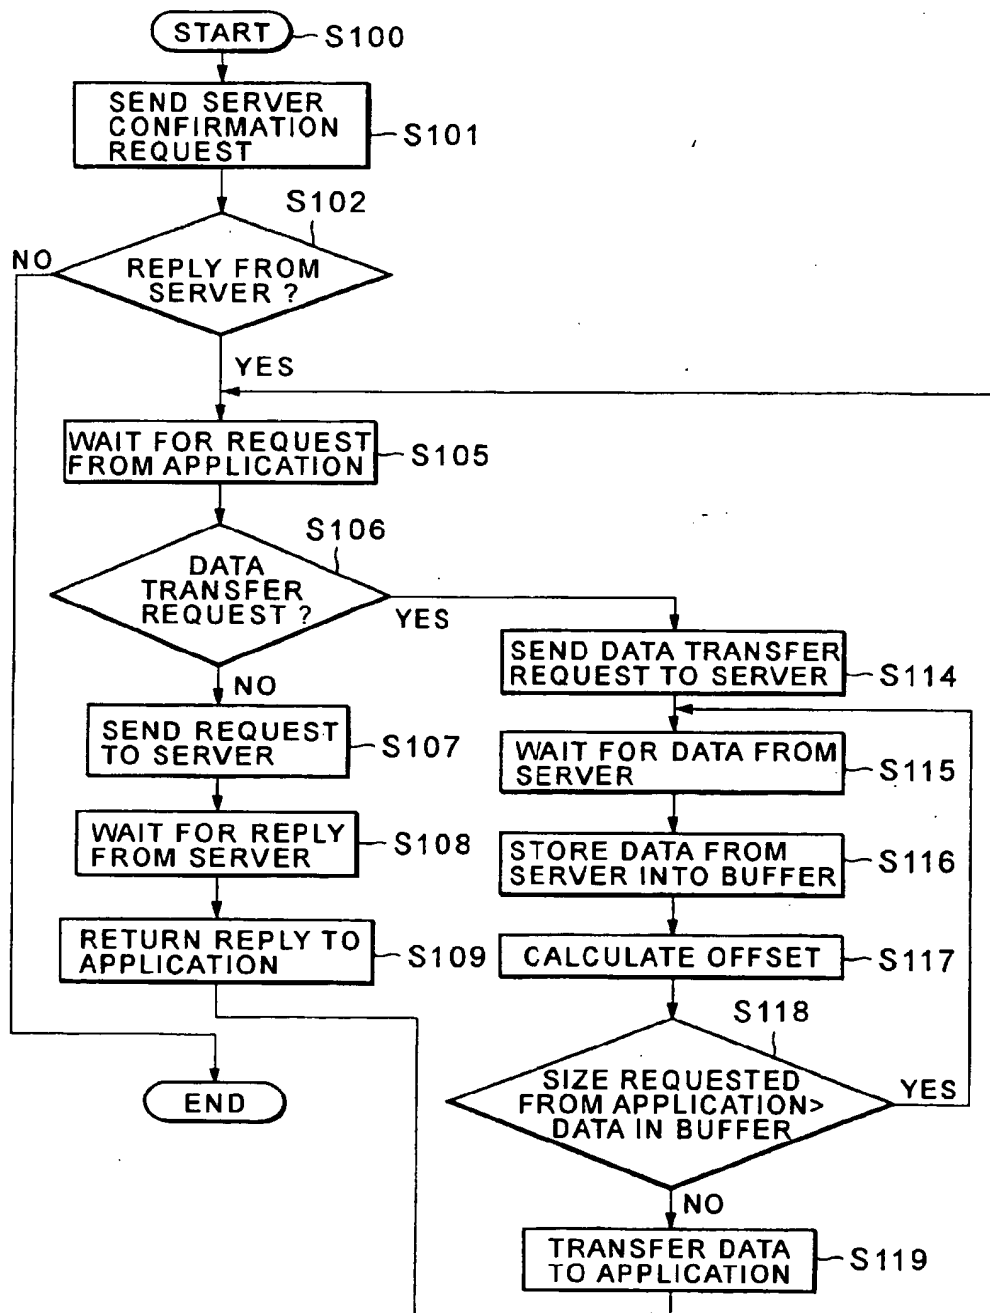 START
S100
SEND SERVER
CONFIRMATION
REQUEST
S101
S102
NO
REPLY FROM
SERVER ?
YES
WAIT FOR REQUEST
FROM APPLICATION
S105
S106
DATA
TRANSFER
REQUEST ?
YES
NO
SEND REQUEST
TO SERVER
S107
WAIT FOR REPLY
FROM SERVER
S108
RETURN REPLY TO
APPLICATION
S109
END
SEND DATA TRANSFER
REQUEST TO SERVER
S114
WAIT FOR DATA FROM
SERVER
S115
STORE DATA FROM
SERVER INTO BUFFER
S116
CALCULATE OFFSET
S117
S118
SIZE REQUESTED
FROM APPLICATION>
DATA IN BUFFER
YES
NO
TRANSFER DATA
TO APPLICATION
S119